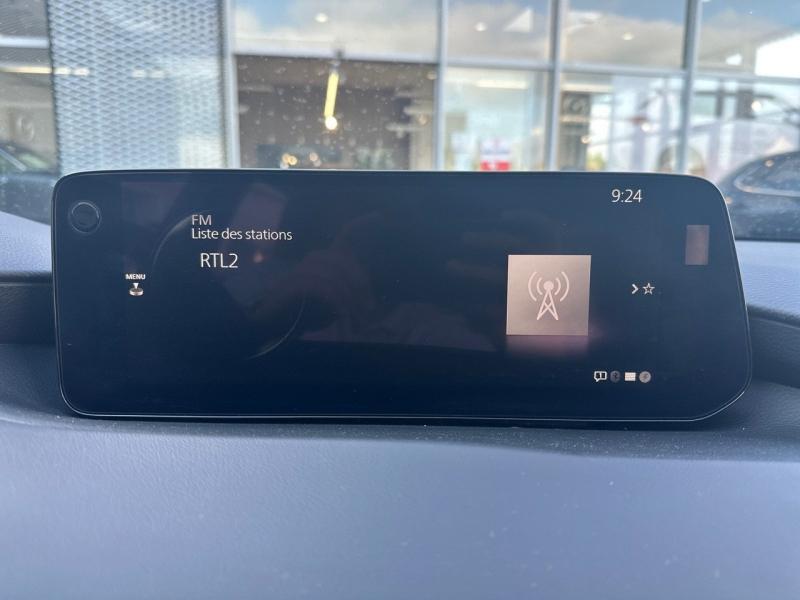 9:24
FM
Liste des stations
RTL2
MENU